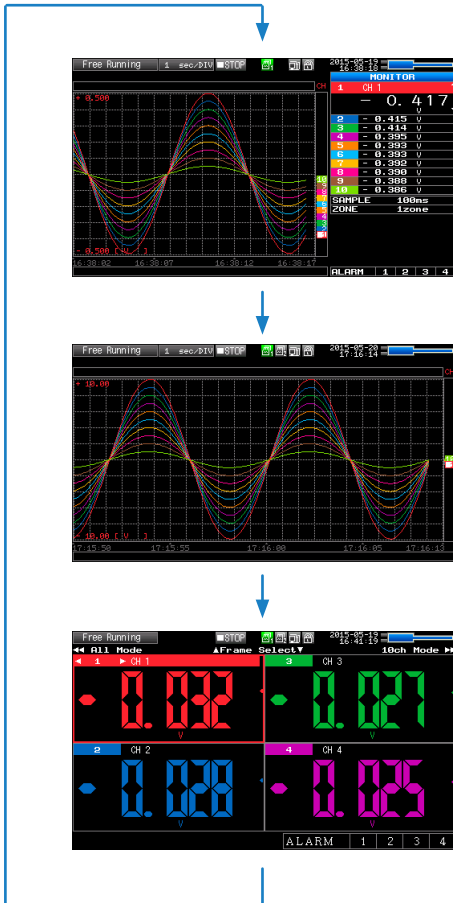 Free Running 1 sec/DIV ■STOP 2015-05-19 16:38:18
CH MONITOR
1 CH 1
+ 0.500
- 0. 417
V
2 - 0.415 V
3 - 0.414 V
4 - 0.395 V
5 - 0.393 V
6 - 0.393 V
7 - 0.392 V
8 - 0.390 V
9 - 0.388 V
10 - 0.386 V
SAMPLE 100ms
ZONE 1zone
- 0.500 [ V ]
16:38:02 16:38:07 16:38:12 16:38:17
ALARM 1 2 3 4
Free Running 1 sec/DIV ■STOP 2015-05-20 17:16:14
CH
+ 10.00
- 10.00 [ V ]
17:15:50 17:15:55 17:16:00 17:16:05 17:16:13
Free Running ■STOP 2015-05-19 16:41:19
◀◀ All Mode ▲Frame Select▼ 10ch Mode ▶▶
◀ 1 ▶ CH 1 3 CH 3
- 0.032 - 0.027
V V
2 CH 2 4 CH 4
- 0.028 - 0.025
V V
ALARM 1 2 3 4